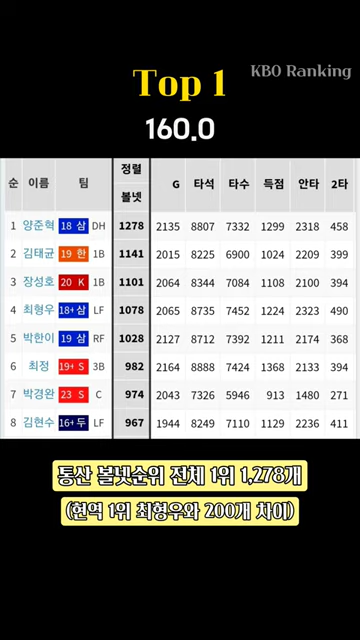 KBO Ranking
Top 1
160.0
정렬
순 이름 팀 볼넷 G 타석 타수 득점 안타 2타
1 양준혁 18 삼 DH 1278 2135 8807 7332 1299 2318 458
2 김태균 19 한 1B 1141 2015 8225 6900 1024 2209 399
3 장성호 20 K 1B 1101 2064 8344 7084 1108 2100 394
4 최형우 18+ 삼 LF 1078 2065 8735 7452 1224 2323 490
5 박한이 19 삼 RF 1028 2127 8712 7392 1211 2174 368
6 최정 19+ S 3B 982 2164 8888 7424 1368 2133 394
7 박경완 23 S C 974 2043 7326 5946 913 1480 271
8 김현수 16+ 두 LF 967 1944 8249 7110 1129 2236 411
통산 볼넷순위 전체 1위 1,278개
(현역 1위 최형우와 200개 차이)